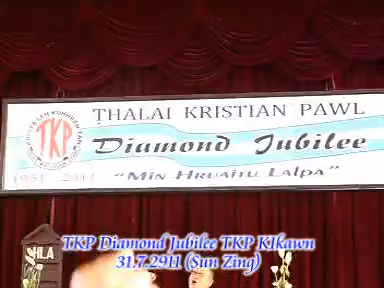 THALAI KRISTIAN PAWL
TKP
Diamond Jubilee
1951 2011
"MIN HRUAITU LALPA"
HLA
TKP Diamond Jubilee TKP KIkawn
31.7.2911 (Sun Zing)